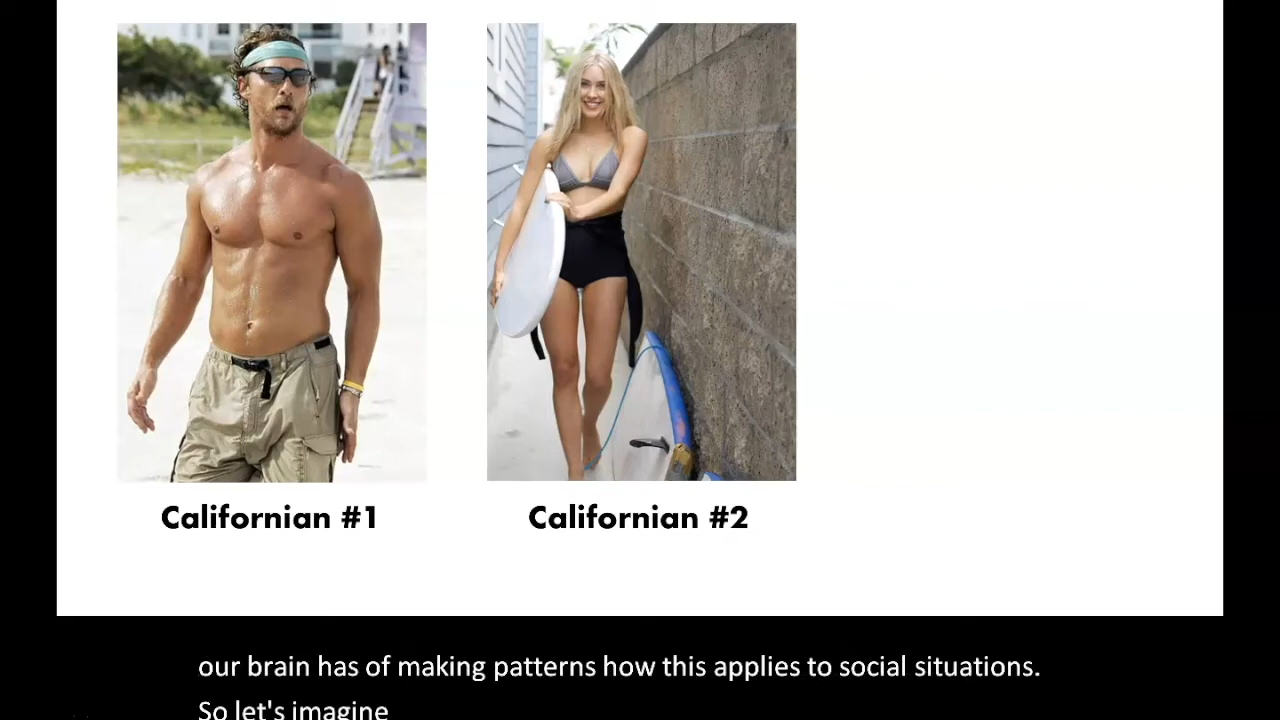 Californian #1
Californian #2
our brain has of making patterns how this applies to social situations.
So let's imagine